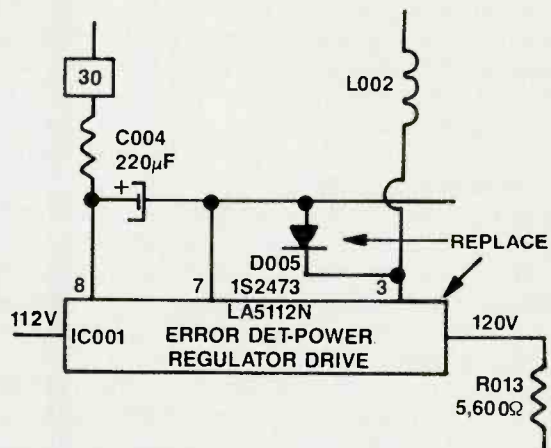 30
L002
C004
220µF
+
REPLACE
D005
1S2473
8
7
3
LA5112N
112V
IC001
ERROR DET-POWER
REGULATOR DRIVE
120V
R013
5,600Ω